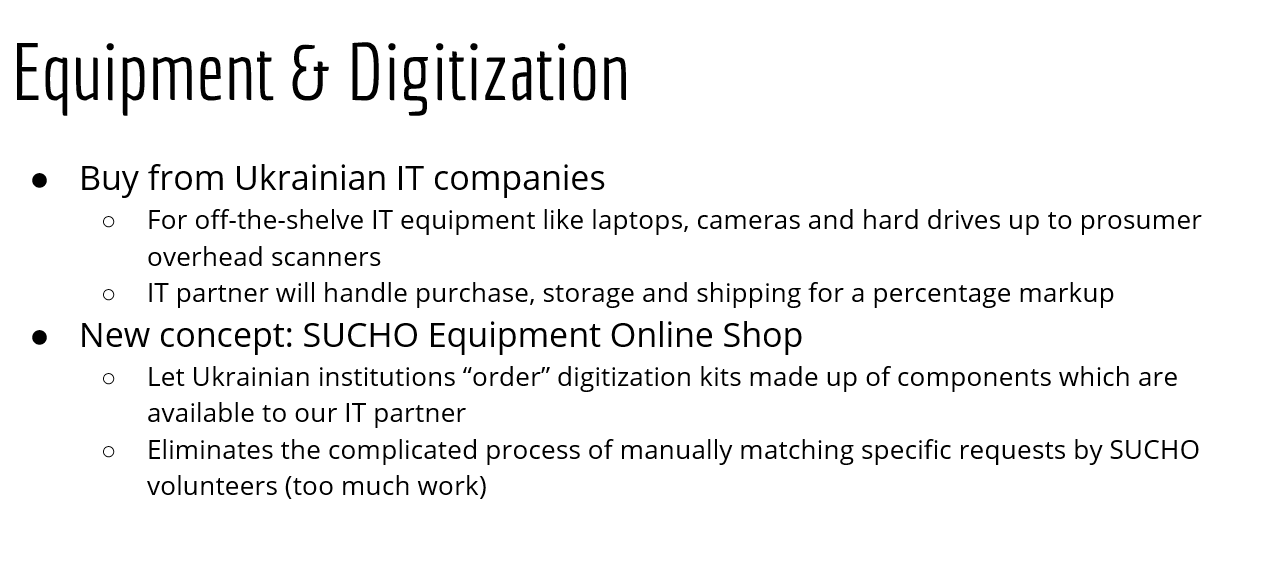 Equipment & Digitization
● Buy from Ukrainian IT companies
○ For off-the-shelve IT equipment like laptops, cameras and hard drives up to prosumer
overhead scanners
○ IT partner will handle purchase, storage and shipping for a percentage markup
● New concept: SUCHO Equipment Online Shop
○ Let Ukrainian institutions “order” digitization kits made up of components which are
available to our IT partner
○ Eliminates the complicated process of manually matching specific requests by SUCHO
volunteers (too much work)